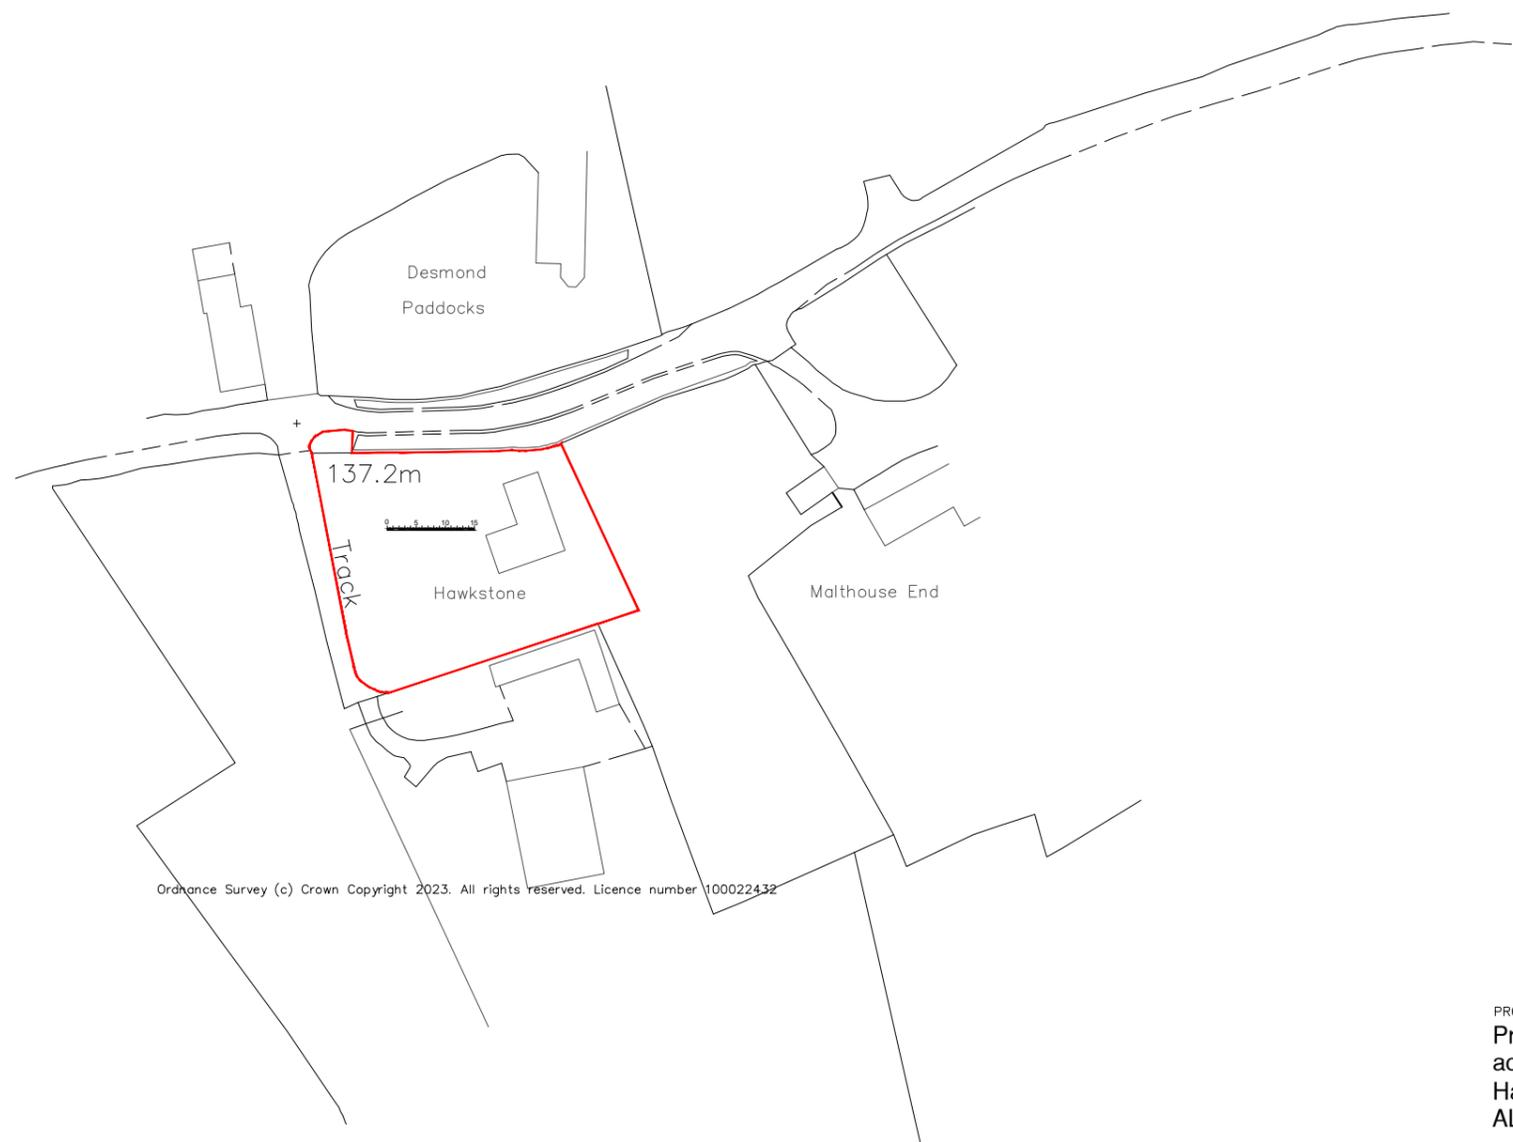 Desmond
Paddocks
+
137.2m
0 5 10 15
Track
Hawkstone
Malthouse End
Ordnance Survey (c) Crown Copyright 2023. All rights reserved. Licence number 100022432